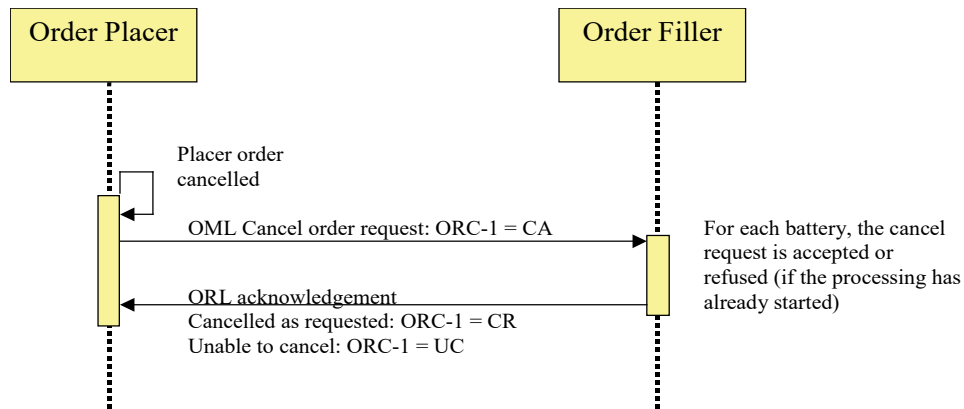 Order Placer
Order Filler
Placer order
cancelled
OML Cancel order request: ORC-1 = CA
For each battery, the cancel
request is accepted or
refused (if the processing has
already started)
ORL acknowledgement
Cancelled as requested: ORC-1 = CR
Unable to cancel: ORC-1 = UC